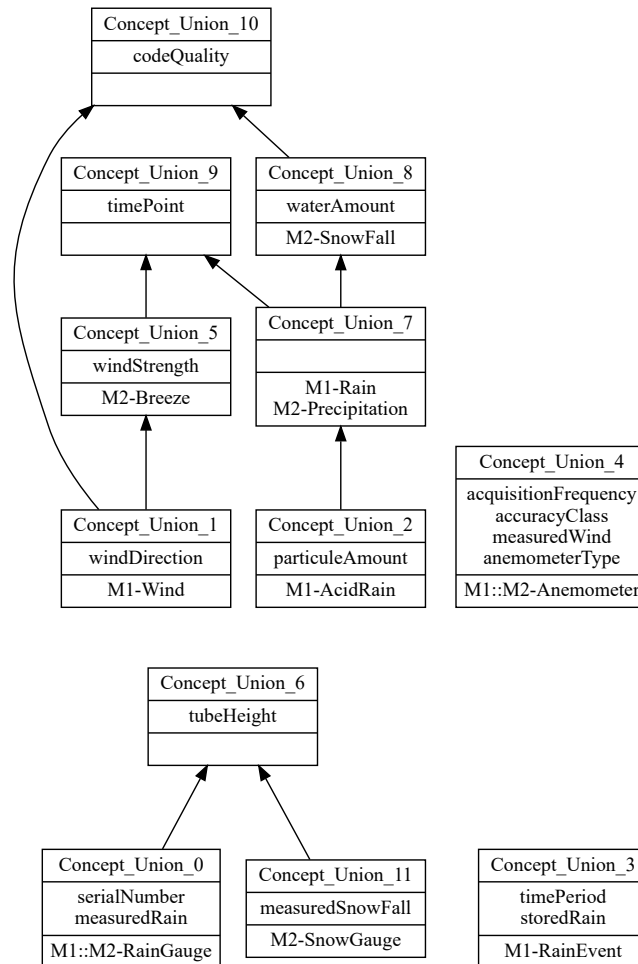 Concept_Union_10
codeQuality
Concept_Union_9
timePoint
Concept_Union_8
waterAmount
M2-SnowFall
Concept_Union_5
windStrength
M2-Breeze
Concept_Union_7
M1-Rain
M2-Precipitation
Concept_Union_1
windDirection
M1-Wind
Concept_Union_2
particuleAmount
M1-AcidRain
Concept_Union_4
acquisitionFrequency
accuracyClass
measuredWind
anemometerType
M1::M2-Anemometer
Concept_Union_6
tubeHeight
Concept_Union_0
serialNumber
measuredRain
M1::M2-RainGauge
Concept_Union_11
measuredSnowFall
M2-SnowGauge
Concept_Union_3
timePeriod
storedRain
M1-RainEvent